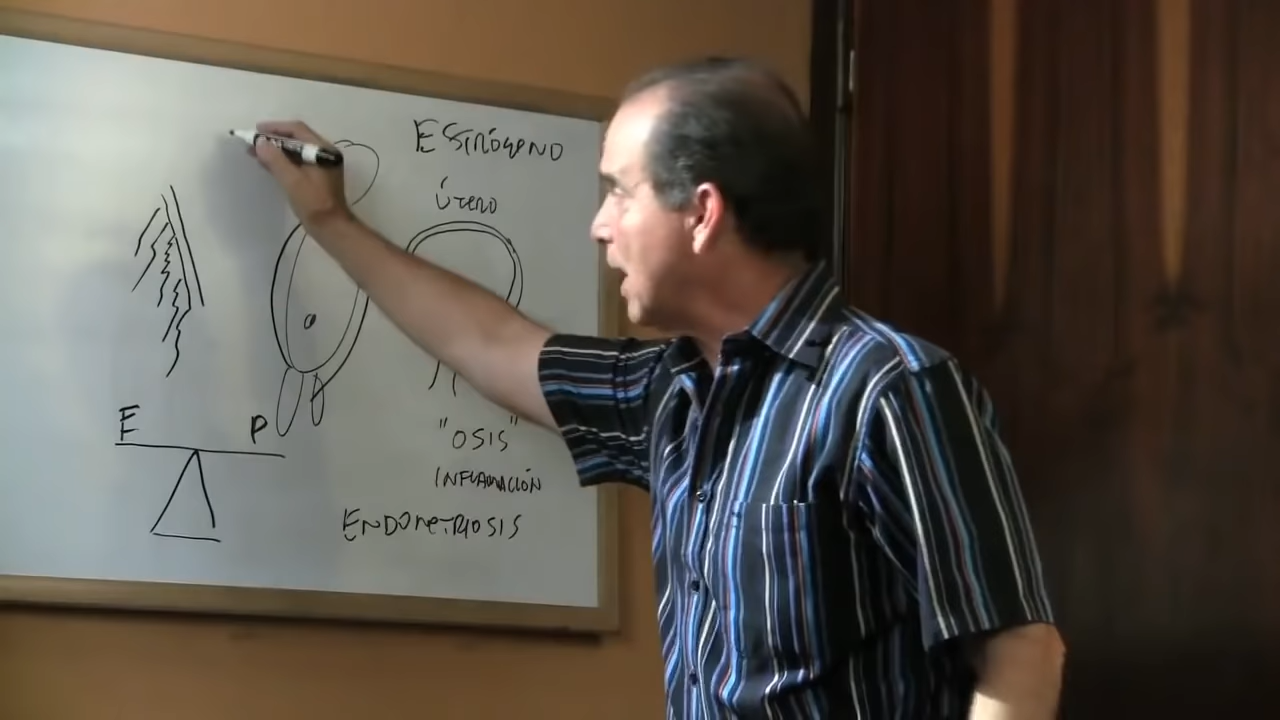 ESTRÓGENO
ÚTERO
E P
"OSIS"
INFLAMACIÓN
ENDOMETRIOSIS